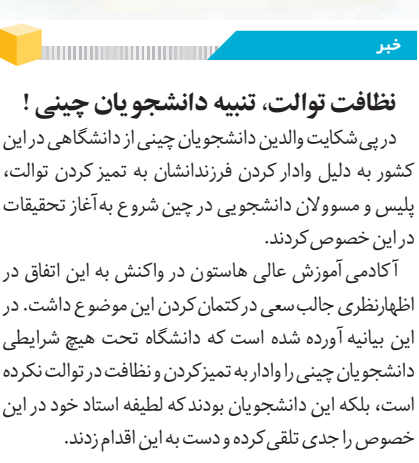 خبر
نظافت توالت، تنبیه دانشجویان چینی !
در پی شکایت والدین دانشجویان چینی از دانشگاهی در این
کشور به دلیل وادار کردن فرزندانشان به تمیز کردن توالت،
پلیس و مسوولان دانشجویی در چین شروع به آغاز تحقیقات
در این خصوص کردند.
آکادمی آموزش عالی هاستون در واکنش به این اتفاق در
اظهارنظری جالب سعی در کتمان کردن این موضوع داشت. در
این بیانیه آورده شده است که دانشگاه تحت هیچ شرایطی
دانشجویان چینی را وادار به تمیز کردن و نظافت در توالت نکرده
است، بلکه این دانشجویان بودند که لطیفه استاد خود در این
خصوص را جدی تلقی کرده و دست به این اقدام زدند.